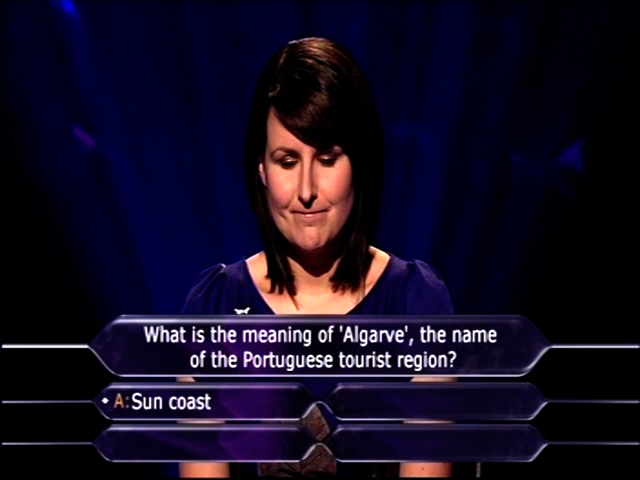 What is the meaning of 'Algarve', the name
of the Portuguese tourist region?
A: Sun coast